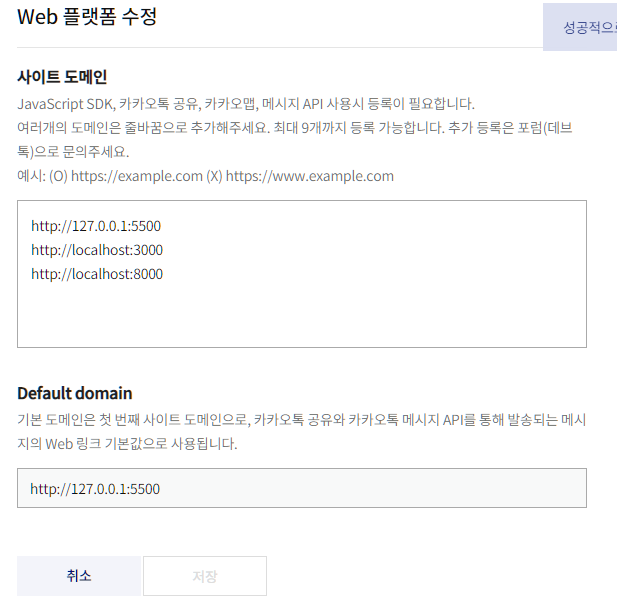 Web 플랫폼 수정
성공적으
사이트 도메인
JavaScript SDK, 카카오톡 공유, 카카오맵, 메시지 API 사용시 등록이 필요합니다.
여러개의 도메인은 줄바꿈으로 추가해주세요. 최대 9개까지 등록 가능합니다. 추가 등록은 포럼(데브
톡)으로 문의주세요.
예시: (O) https://example.com (X) https://www.example.com
http://127.0.0.1:5500
http://localhost:3000
http://localhost:8000
Default domain
기본 도메인은 첫 번째 사이트 도메인으로, 카카오톡 공유와 카카오톡 메시지 API를 통해 발송되는 메시
지의 Web 링크 기본값으로 사용됩니다.
http://127.0.0.1:5500
취소
저장